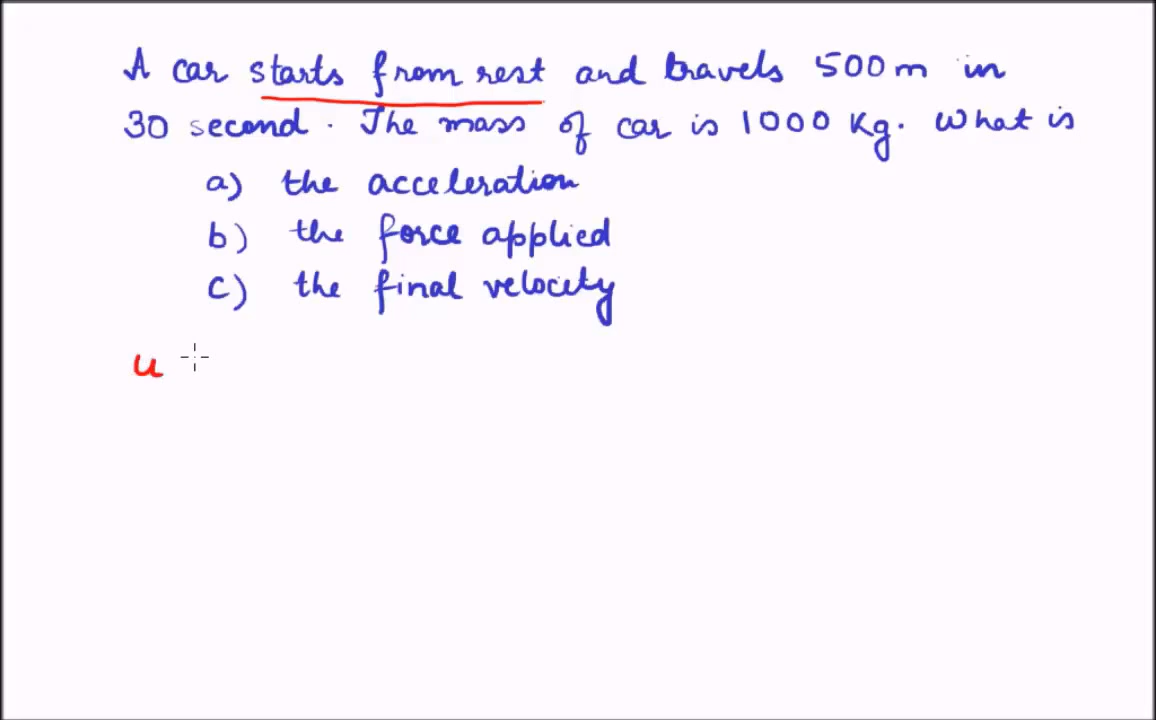 A car starts from rest and travels 500 m in
30 second. The mass of car is 1000 Kg. What is
a) the acceleration
b) the force applied
c) the final velocity
u